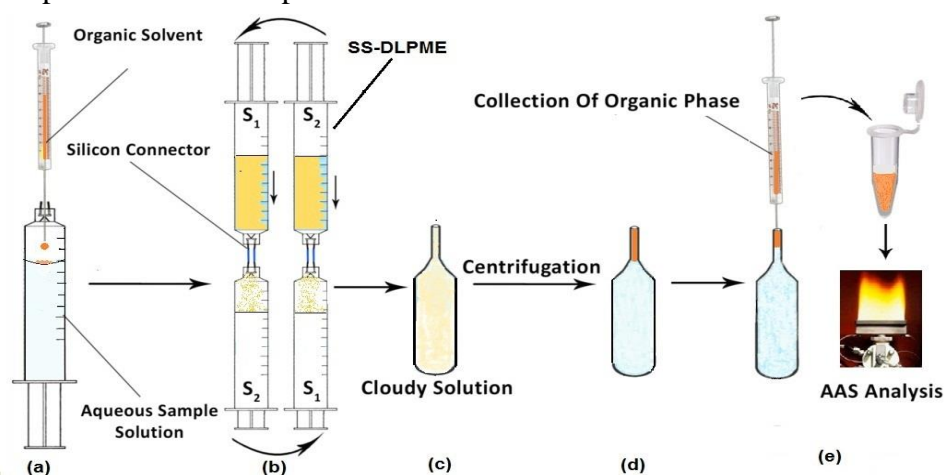 Organic Solvent
Silicon Connector
Aqueous Sample
Solution
(a)
SS-DLPME
S1
S2
S2
S1
(b)
Cloudy Solution
(c)
Centrifugation
(d)
Collection Of Organic Phase
AAS Analysis
(e)